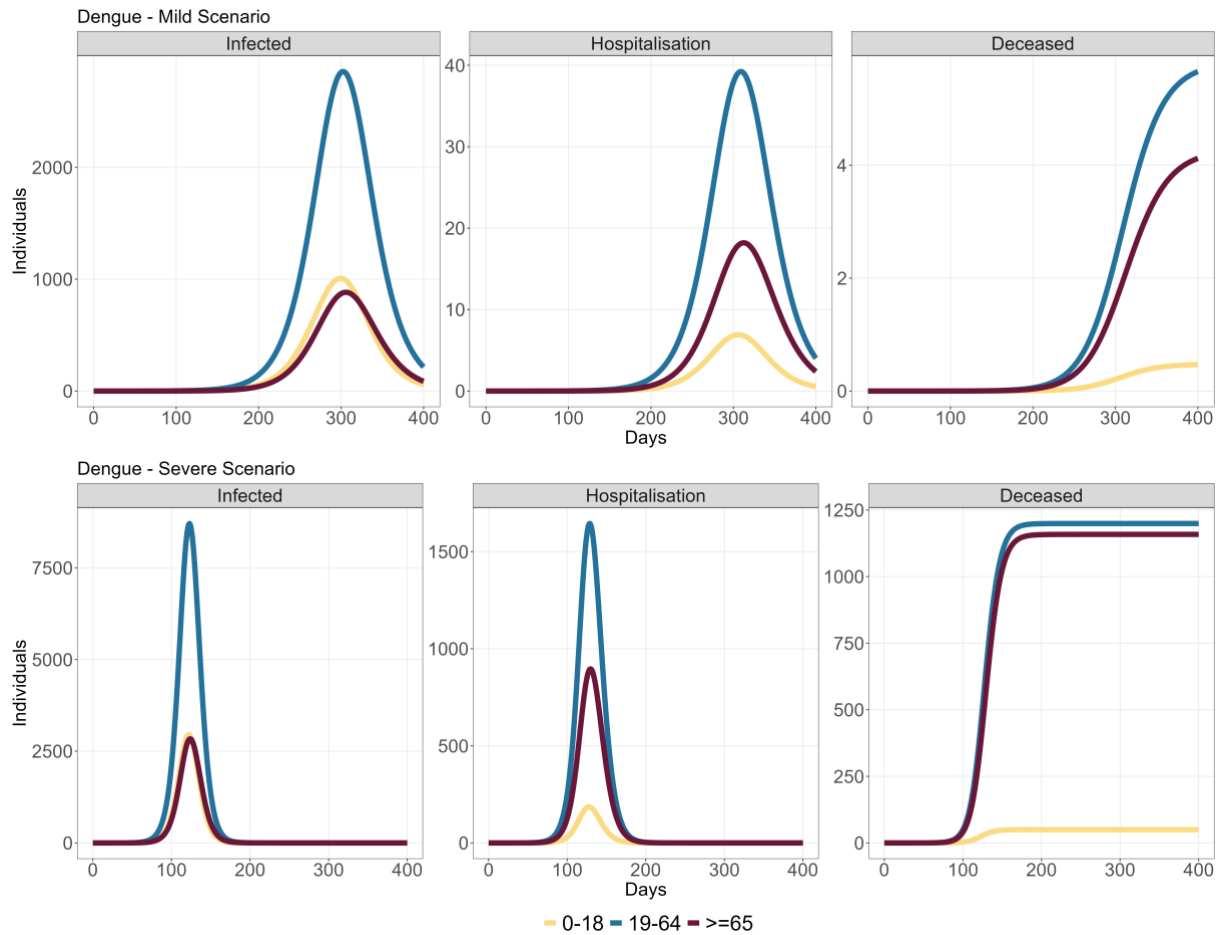 Dengue - Mild Scenario
Infected
Hospitalisation
Deceased
Individuals
2000
1000
0
40
30
20
10
0
4
2
0
0 100 200 300 400
0 100 200 300 400
0 100 200 300 400
Days
Dengue - Severe Scenario
Infected
Hospitalisation
Deceased
Individuals
7500
5000
2500
0
1500
1000
500
0
1250
1000
750
500
250
0
0 100 200 300 400
0 100 200 300 400
0 100 200 300 400
Days
0-18 19-64 >=65